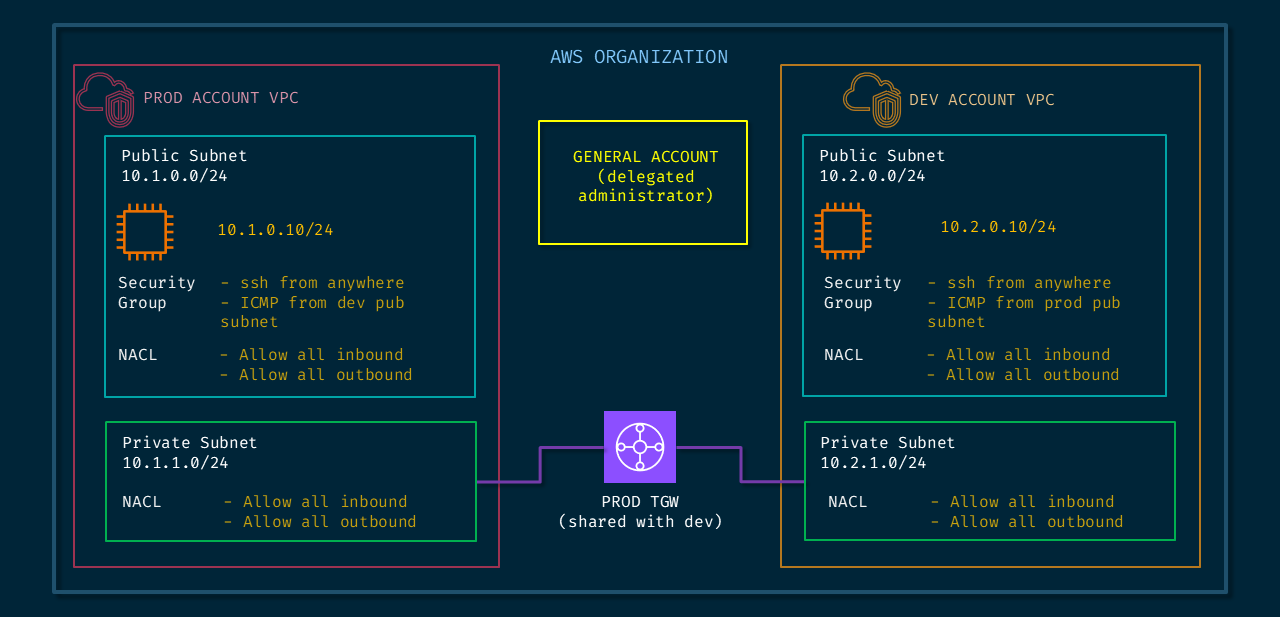 AWS ORGANIZATION
PROD ACCOUNT VPC
Public Subnet
10.1.0.0/24
10.1.0.10/24
Security
Group
- ssh from anywhere
- ICMP from dev pub
subnet
NACL
- Allow all inbound
- Allow all outbound
Private Subnet
10.1.1.0/24
NACL
- Allow all inbound
- Allow all outbound
GENERAL ACCOUNT
(delegated
administrator)
PROD TGW
(shared with dev)
DEV ACCOUNT VPC
Public Subnet
10.2.0.0/24
10.2.0.10/24
Security
Group
- ssh from anywhere
- ICMP from prod pub
subnet
NACL
- Allow all inbound
- Allow all outbound
Private Subnet
10.2.1.0/24
NACL
- Allow all inbound
- Allow all outbound